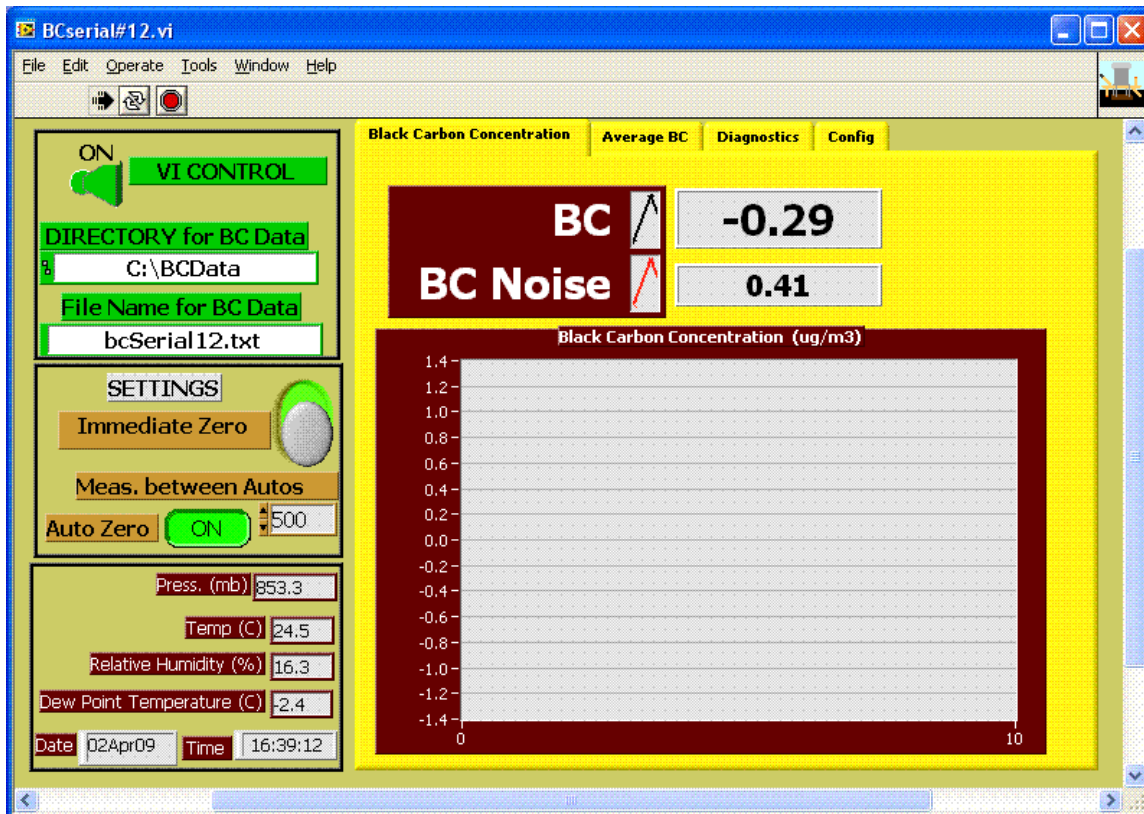 BCserial#12.vi
File Edit Operate Tools Window Help
ON
VI CONTROL
DIRECTORY for BC Data
C:\BCData
File Name for BC Data
bcSerial12.txt
SETTINGS
Immediate Zero
Meas. between Autos
Auto Zero ON 500
Press. (mb) 853.3
Temp (C) 24.5
Relative Humidity (%) 16.3
Dew Point Temperature (C) -2.4
Date 02Apr09 Time 16:39:12
Black Carbon Concentration Average BC Diagnostics Config
BC -0.29
BC Noise 0.41
Black Carbon Concentration (ug/m3)
1.4
1.2
1.0
0.8
0.6
0.4
0.2
0.0
-0.2
-0.4
-0.6
-0.8
-1.0
-1.2
-1.4
0 10